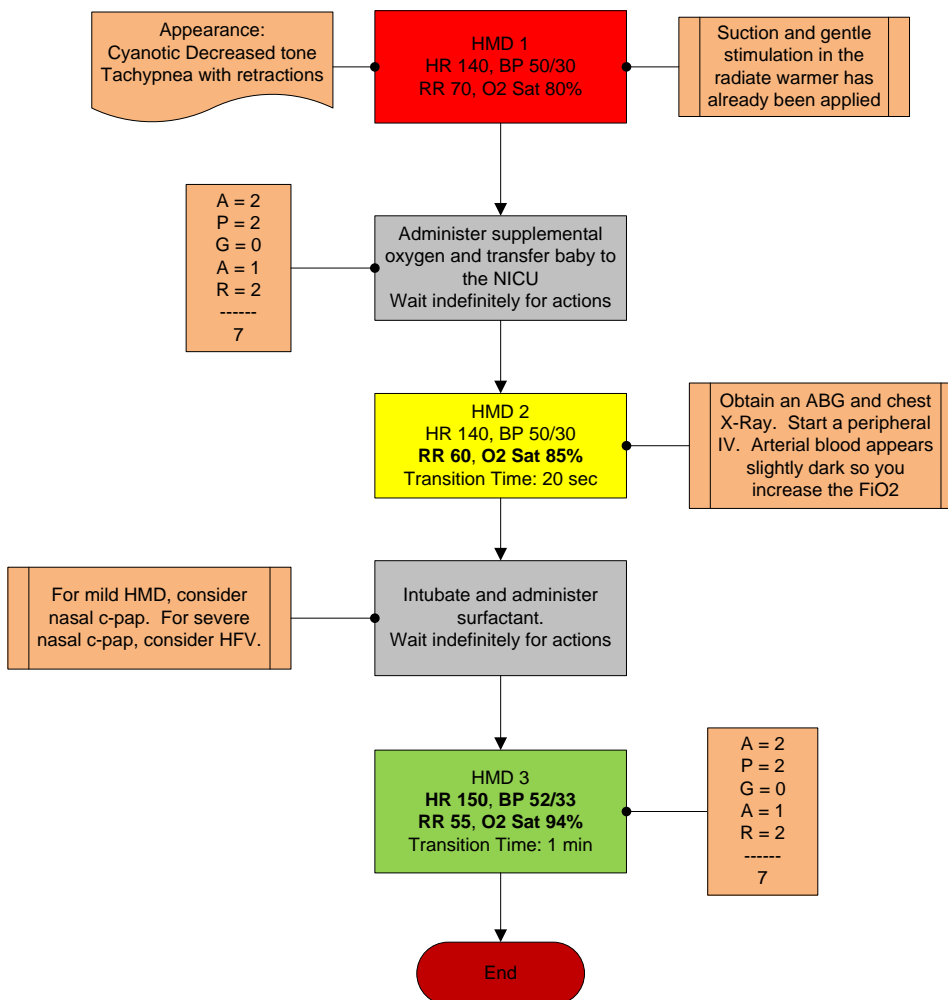 Appearance:
Cyanotic Decreased tone
Tachypnea with retractions
HMD 1
HR 140, BP 50/30
RR 70, O2 Sat 80%
Suction and gentle
stimulation in the
radiate warmer has
already been applied
A = 2
P = 2
G = 0
A = 1
R = 2
------
7
Administer supplemental
oxygen and transfer baby to
the NICU
Wait indefinitely for actions
HMD 2
HR 140, BP 50/30
RR 60, O2 Sat 85%
Transition Time: 20 sec
Obtain an ABG and chest
X-Ray. Start a peripheral
IV. Arterial blood appears
slightly dark so you
increase the FiO2
For mild HMD, consider
nasal c-pap. For severe
nasal c-pap, consider HFV.
Intubate and administer
surfactant.
Wait indefinitely for actions
HMD 3
HR 150, BP 52/33
RR 55, O2 Sat 94%
Transition Time: 1 min
A = 2
P = 2
G = 0
A = 1
R = 2
------
7
End